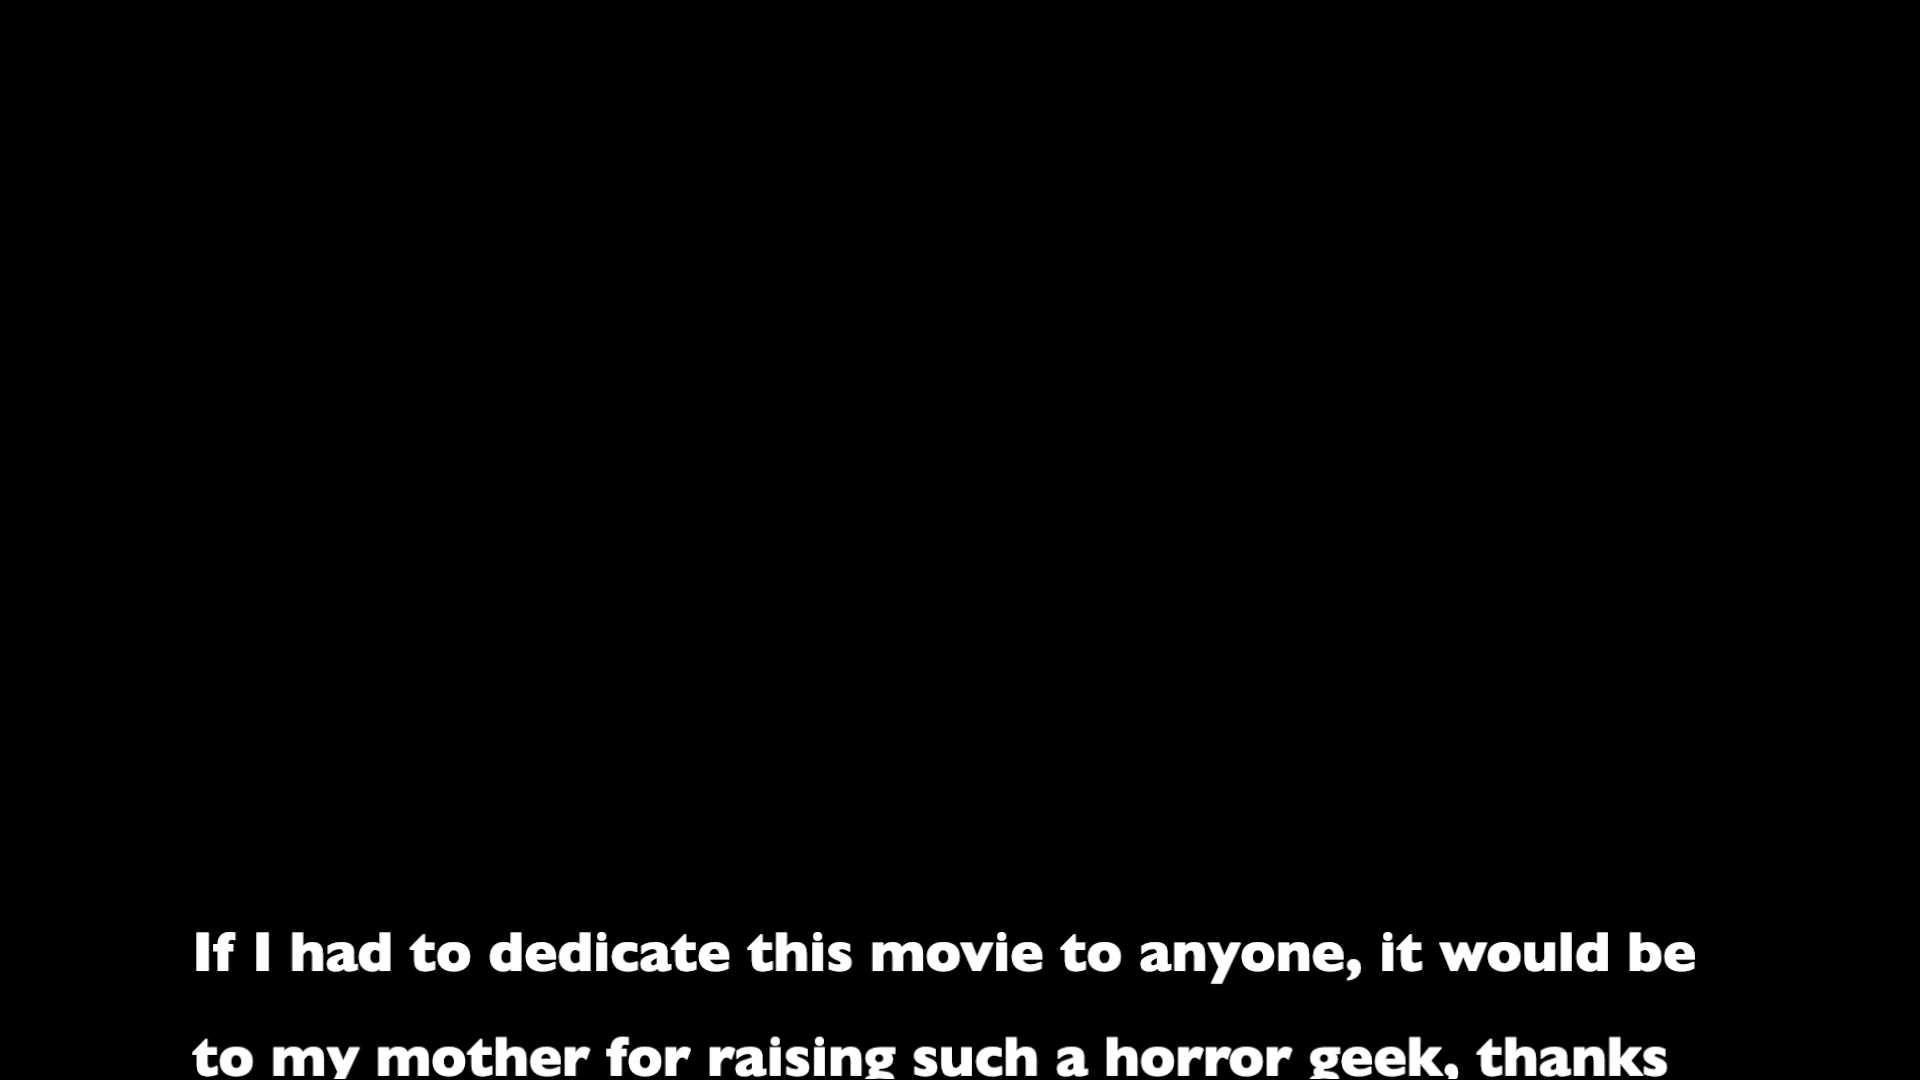 If I had to dedicate this movie to anyone, it would be
to my mother for raising such a horror geek, thanks